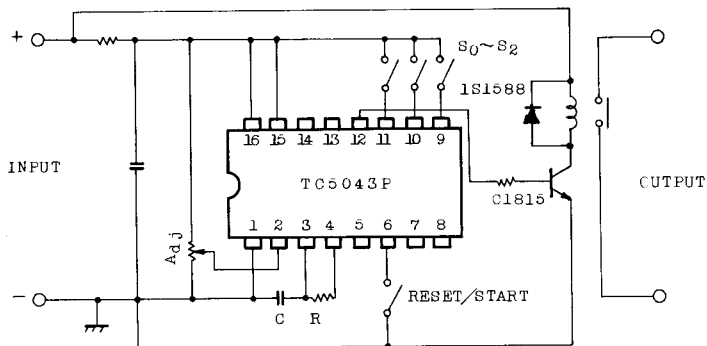 +
S0~S2
1S1588
16 15 14 13 12 11 10 9
INPUT
TC5043P
C1815
OUTPUT
1 2 3 4 5 6 7 8
Adj
RESET/START
-
C R